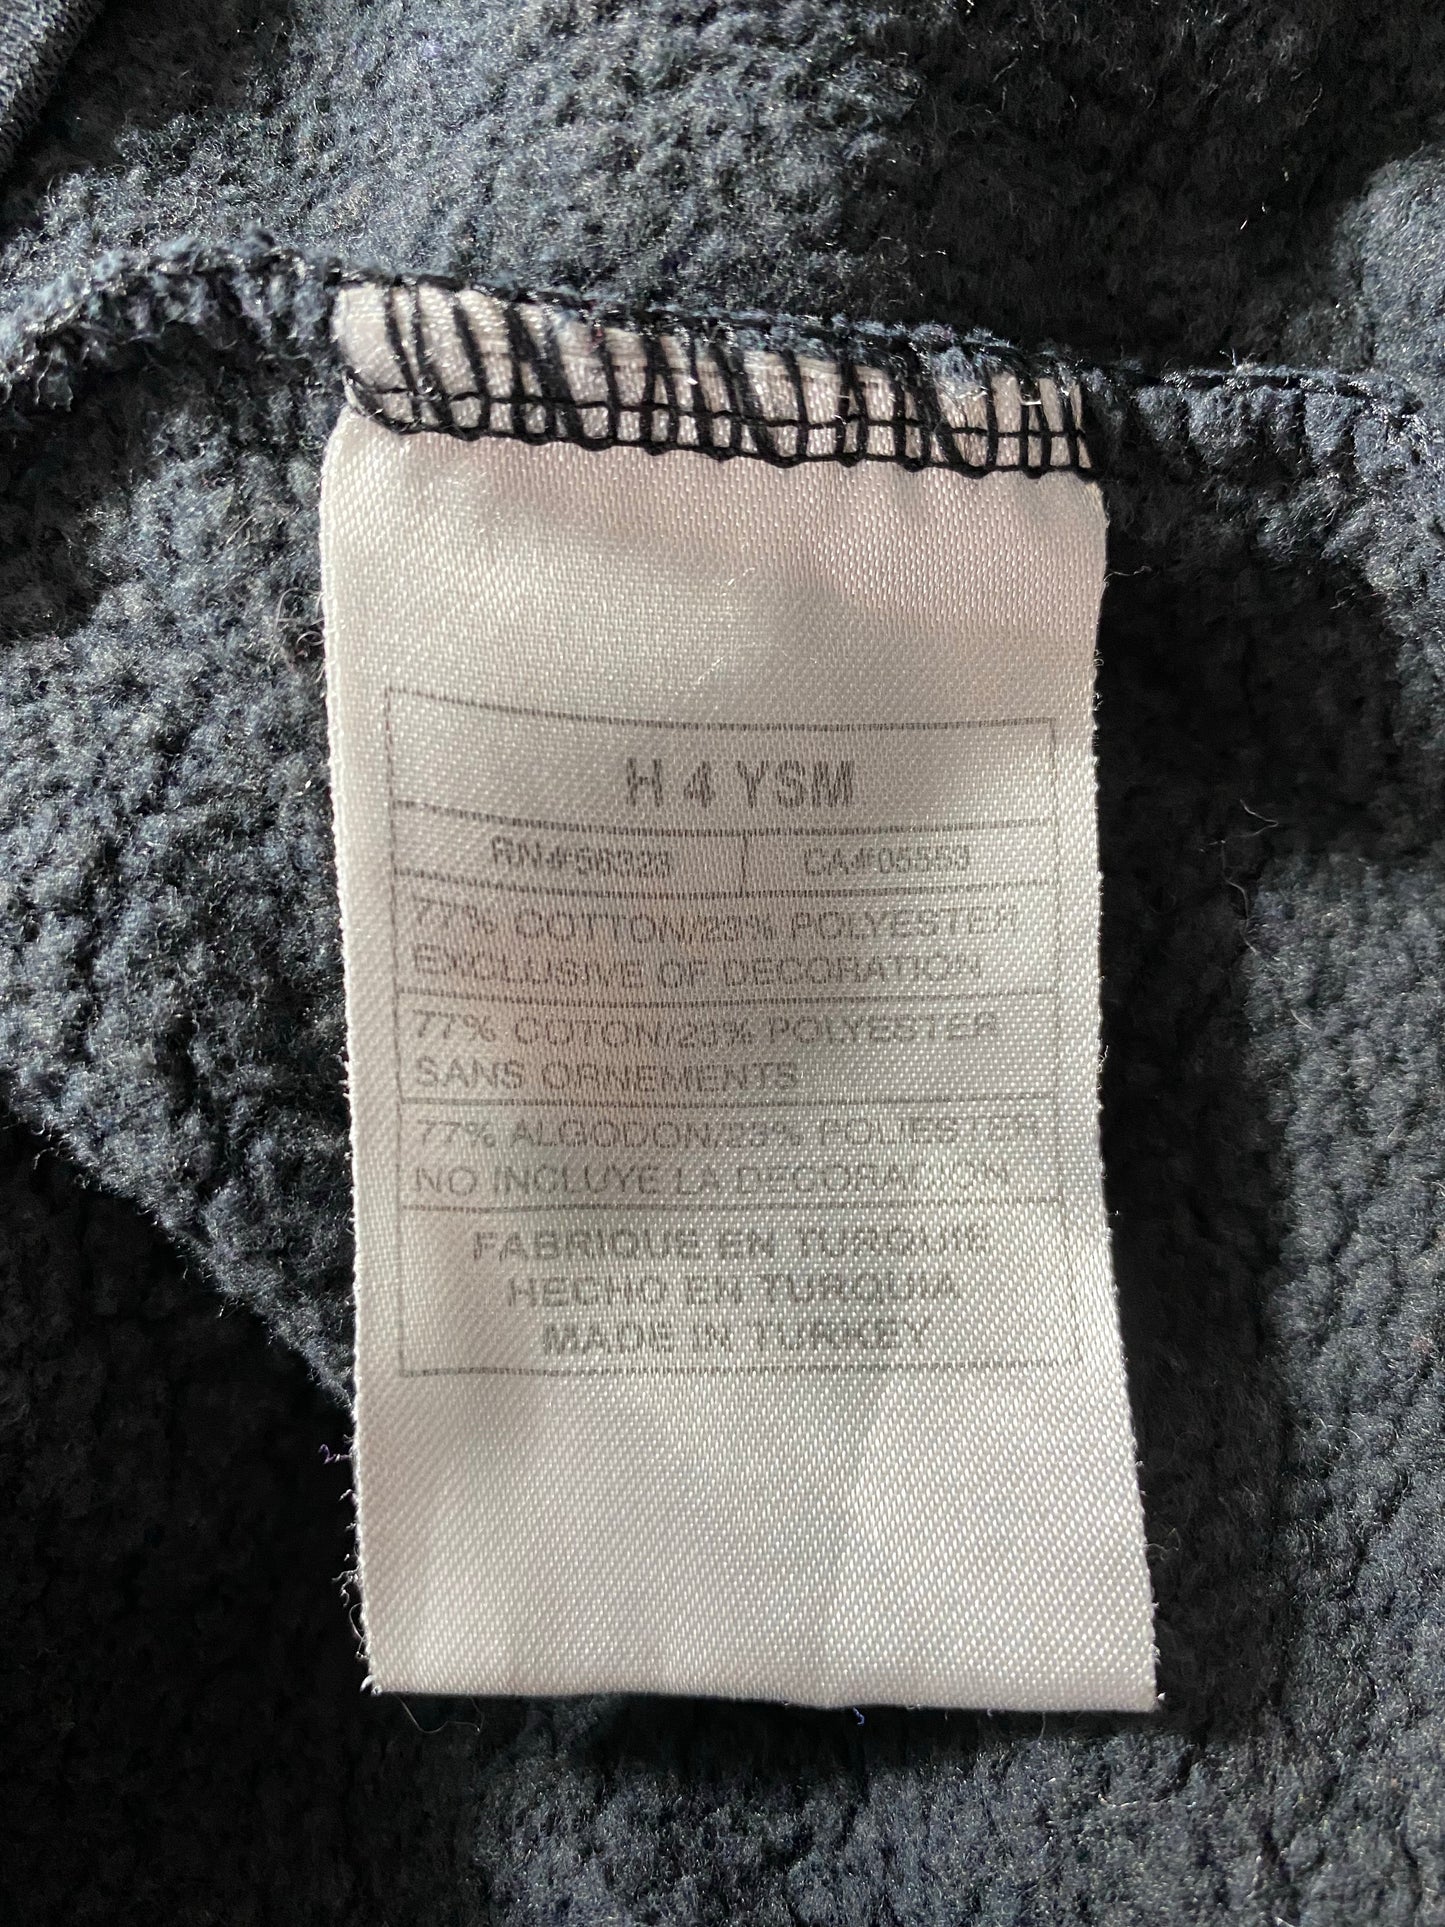 H 4 YSM
RN#56323 CA#05553
77% COTTON/23% POLYESTER
EXCLUSIVE OF DECORATION
77% COTON/23% POLYESTER
SANS ORNEMENTS
77% ALGODON/23% POLIESTER
NO INCLUYE LA DECORACION
FABRIQUE EN TURQUIE
HECHO EN TURQUIA
MADE IN TURKEY